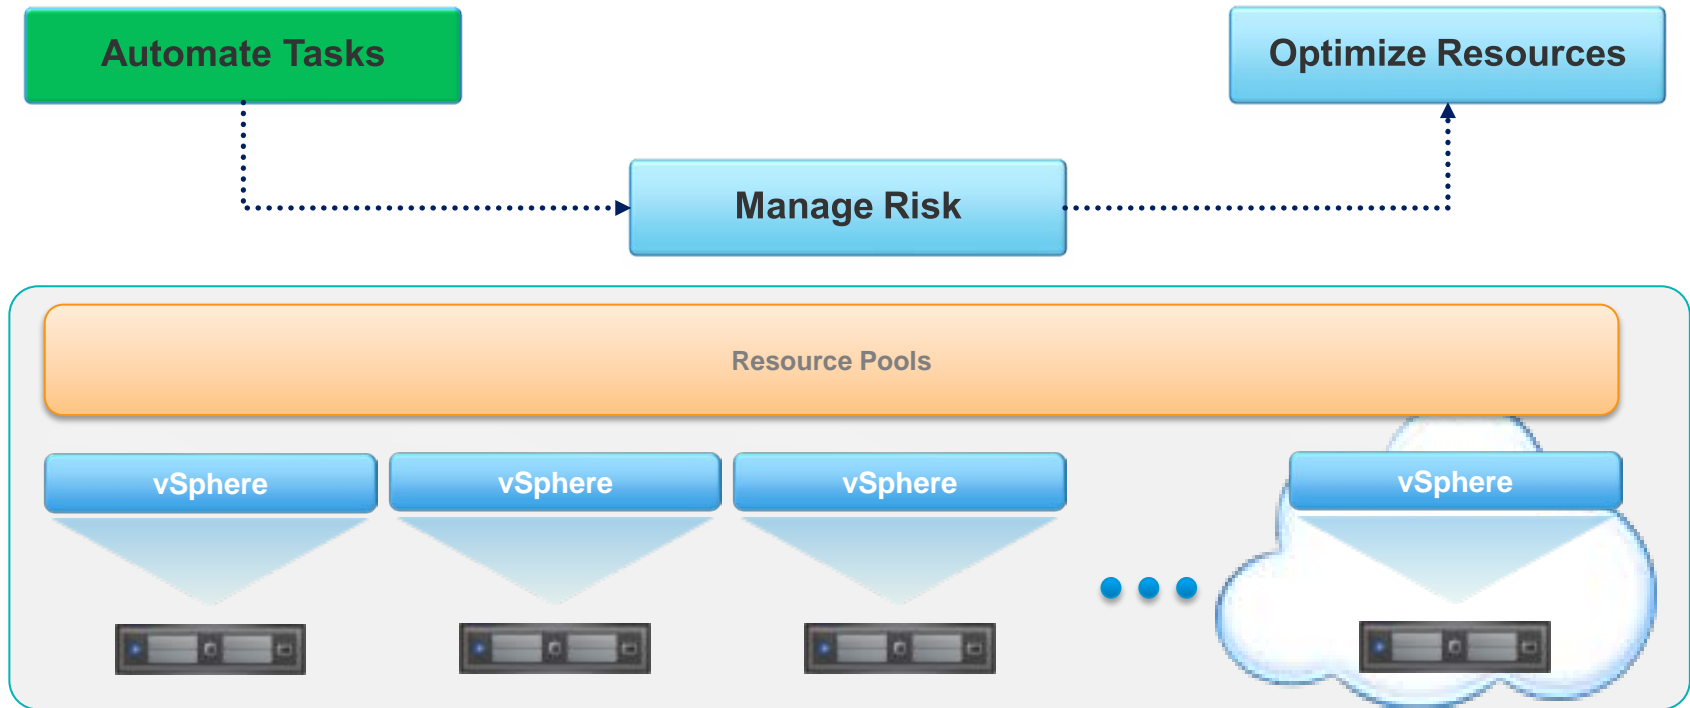 Automate Tasks
Optimize Resources
Manage Risk
Resource Pools
vSphere
vSphere
vSphere
vSphere